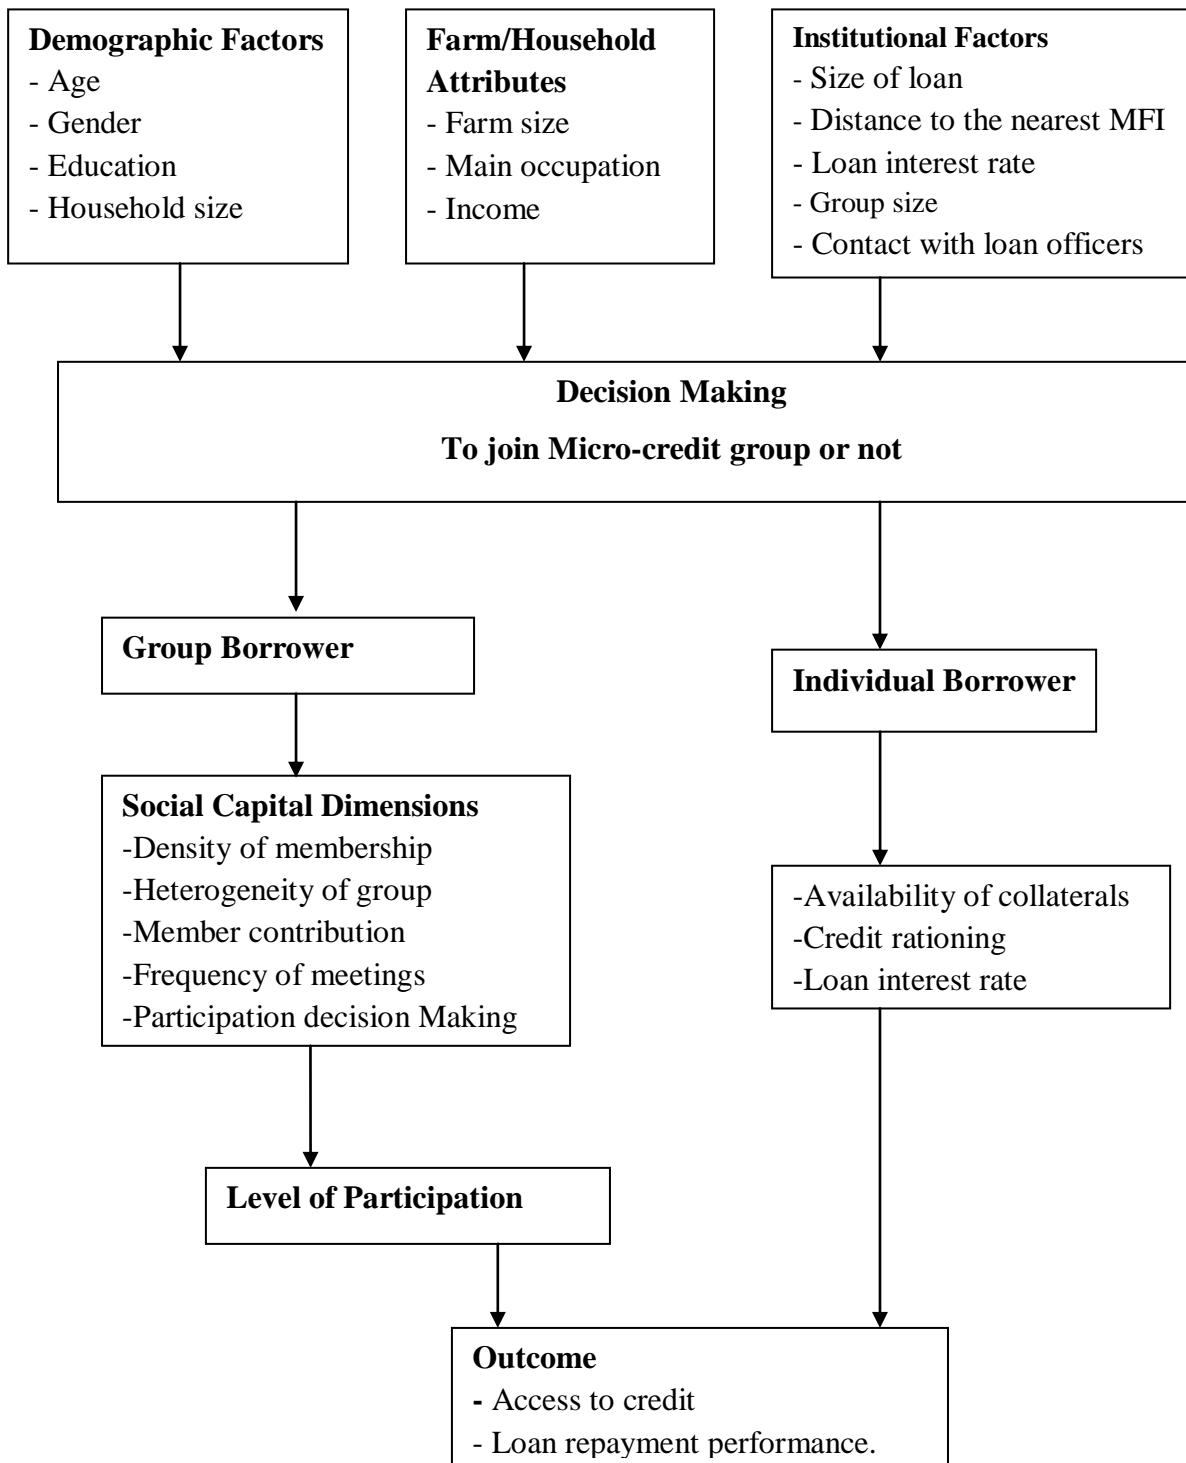 Demographic Factors
- Age
- Gender
- Education
- Household size
Farm/Household
Attributes
- Farm size
- Main occupation
- Income
Institutional Factors
- Size of loan
- Distance to the nearest MFI
- Loan interest rate
- Group size
- Contact with loan officers
Decision Making
To join Micro-credit group or not
Group Borrower
Individual Borrower
Social Capital Dimensions
-Density of membership
-Heterogeneity of group
-Member contribution
-Frequency of meetings
-Participation decision Making
-Availability of collaterals
-Credit rationing
-Loan interest rate
Level of Participation
Outcome
- Access to credit
- Loan repayment performance.